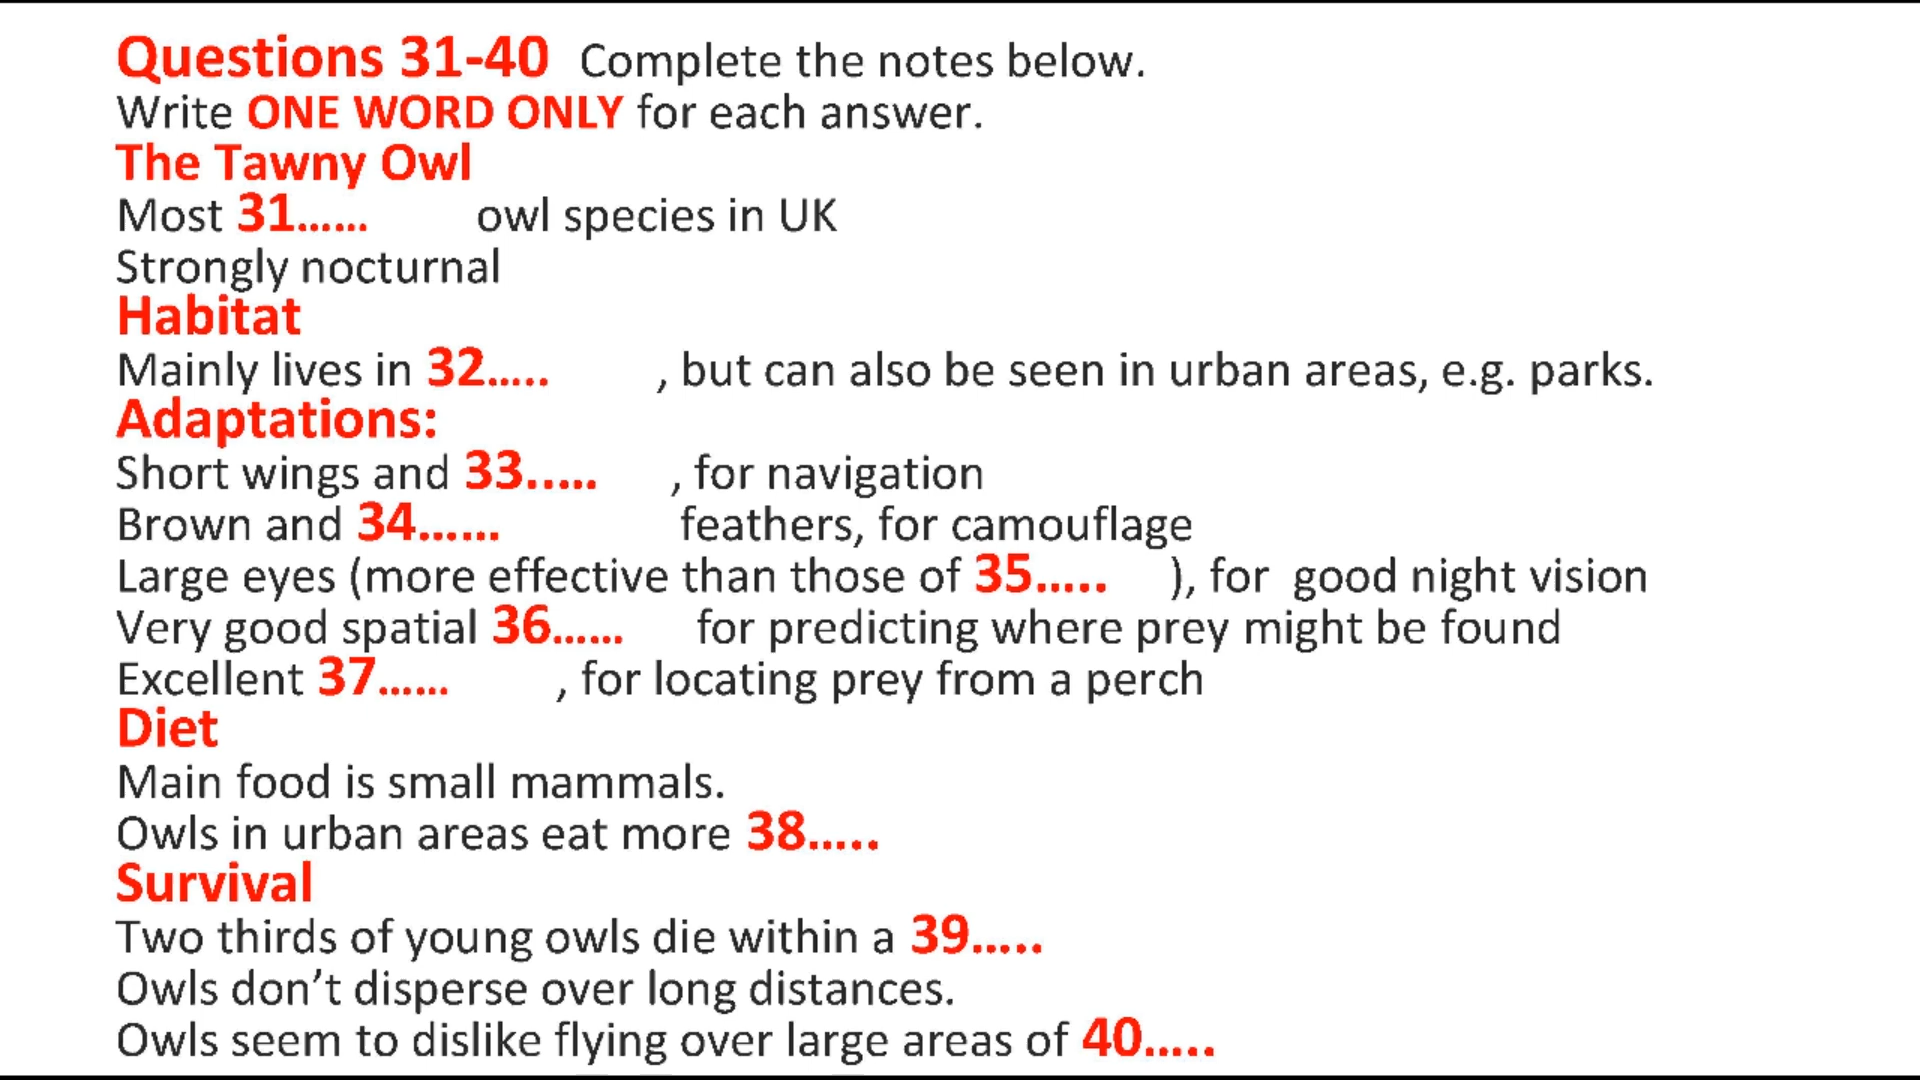 Questions 31-40 Complete the notes below.
Write ONE WORD ONLY for each answer.
The Tawny Owl
Most 31…… owl species in UK
Strongly nocturnal
Habitat
Mainly lives in 32….. , but can also be seen in urban areas, e.g. parks.
Adaptations:
Short wings and 33..… , for navigation
Brown and 34…… feathers, for camouflage
Large eyes (more effective than those of 35….. ), for good night vision
Very good spatial 36…… for predicting where prey might be found
Excellent 37…… , for locating prey from a perch
Diet
Main food is small mammals.
Owls in urban areas eat more 38…..
Survival
Two thirds of young owls die within a 39…..
Owls don’t disperse over long distances.
Owls seem to dislike flying over large areas of 40…..